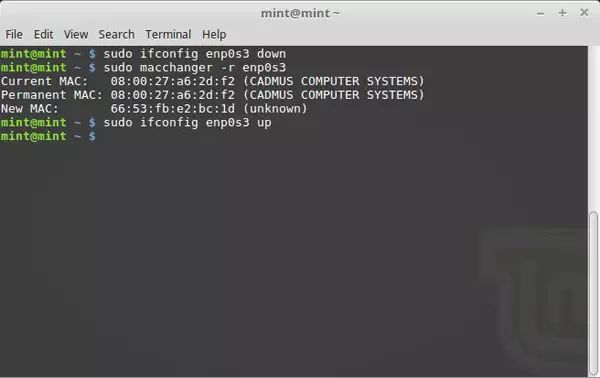 mint@mint ~
File Edit View Search Terminal Help
mint@mint ~ $ sudo ifconfig enp0s3 down
mint@mint ~ $ sudo macchanger -r enp0s3
Current MAC:   08:00:27:a6:2d:f2 (CADMUS COMPUTER SYSTEMS)
Permanent MAC: 08:00:27:a6:2d:f2 (CADMUS COMPUTER SYSTEMS)
New MAC:       66:53:fb:e2:bc:1d (unknown)
mint@mint ~ $ sudo ifconfig enp0s3 up
mint@mint ~ $